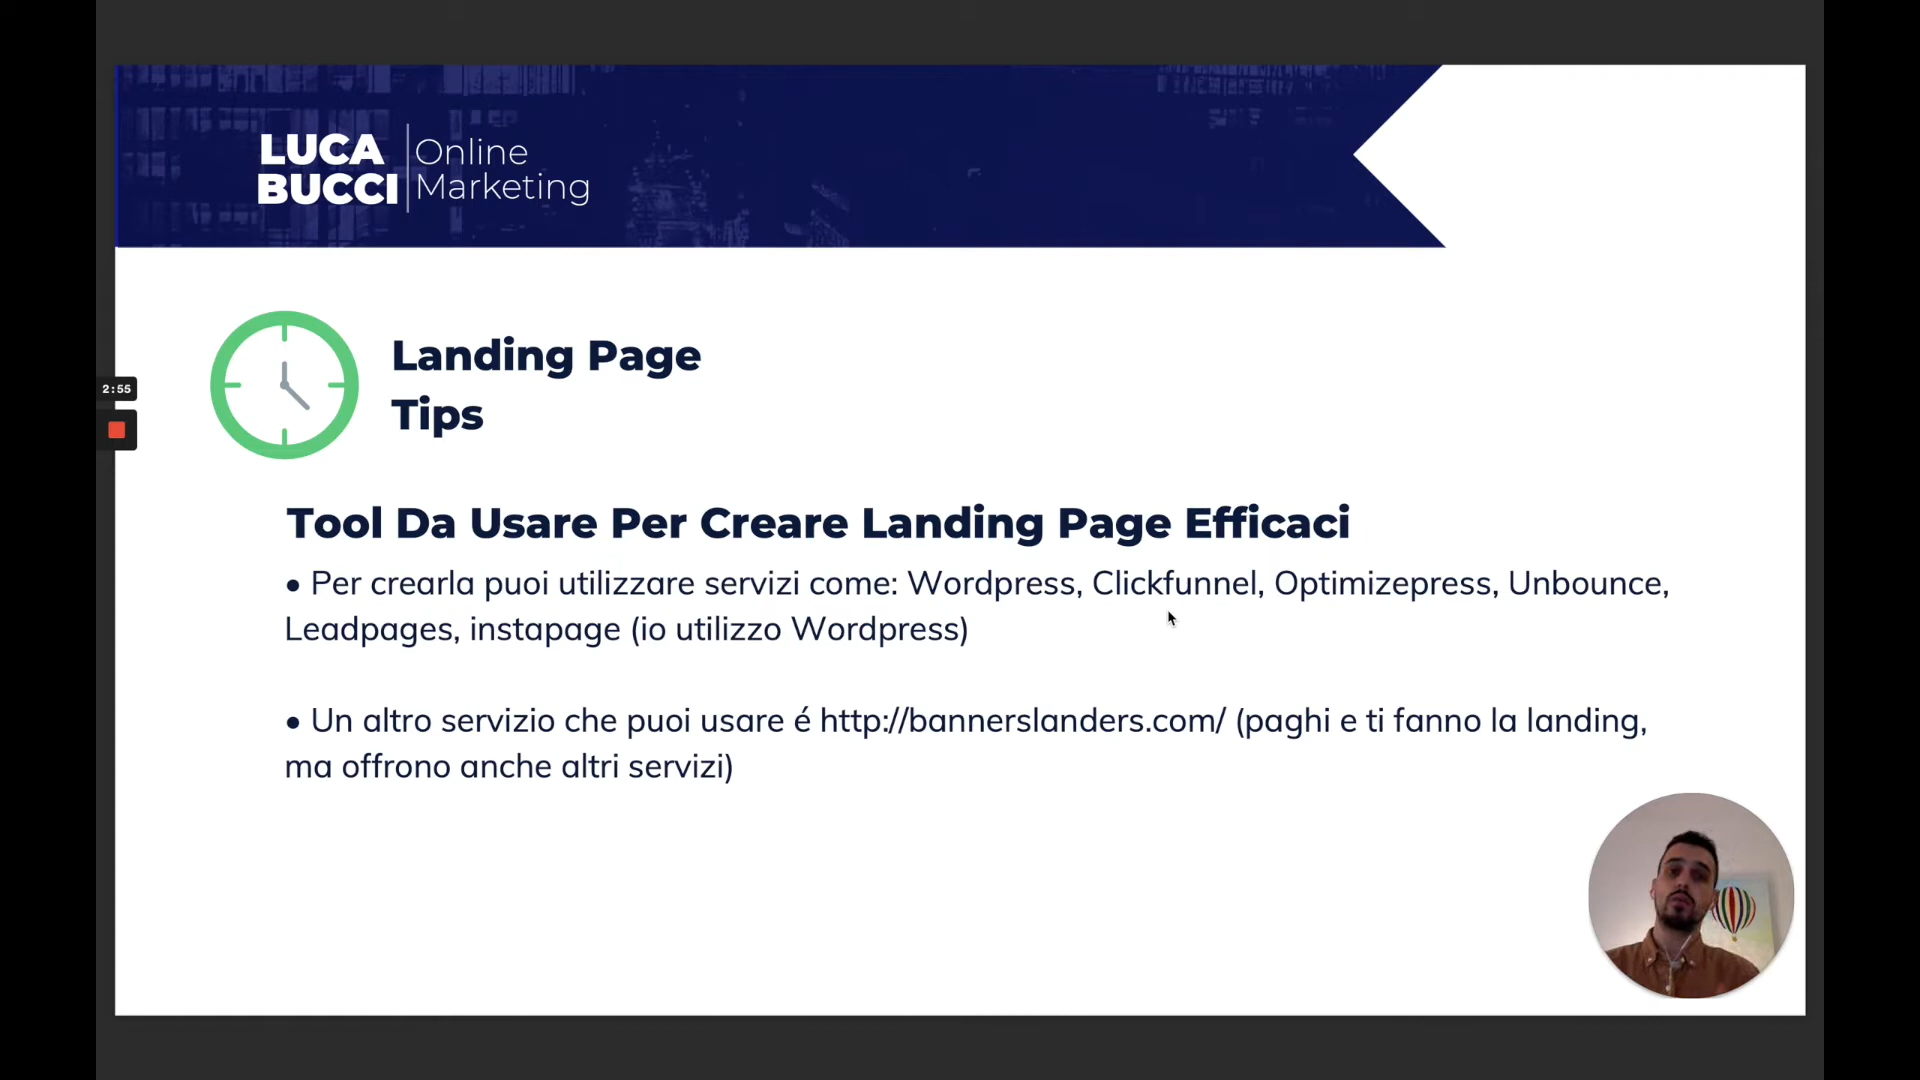 LUCA
BUCCI
Online
Marketing
Landing Page
Tips
2:55
Tool Da Usare Per Creare Landing Page Efficaci
• Per crearla puoi utilizzare servizi come: Wordpress, Clickfunnel, Optimizepress, Unbounce,
Leadpages, instapage (io utilizzo Wordpress)
• Un altro servizio che puoi usare é http://bannerslanders.com/ (paghi e ti fanno la landing,
ma offrono anche altri servizi)